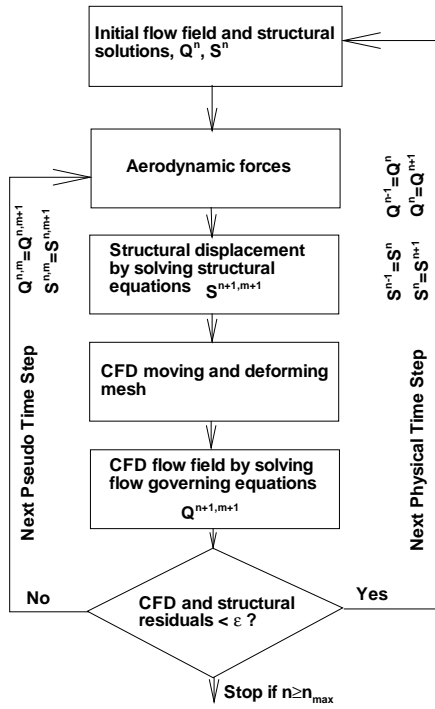 Initial flow field and structural
solutions, Qⁿ, Sⁿ
Aerodynamic forces
Structural displacement
by solving structural
equations Sⁿ⁺¹,ᵐ⁺¹
CFD moving and deforming
mesh
CFD flow field by solving
flow governing equations
Qⁿ⁺¹,ᵐ⁺¹
CFD and structural
residuals < ε ?
No
Yes
Stop if n≥nmax
Next Pseudo Time Step
Qⁿ,ᵐ=Qⁿ,ᵐ⁺¹
Sⁿ,ᵐ=Sⁿ,ᵐ⁺¹
Next Physical Time Step
Sⁿ⁻¹=Sⁿ
Sⁿ=Sⁿ⁺¹
Qⁿ⁻¹=Qⁿ
Qⁿ=Qⁿ⁺¹